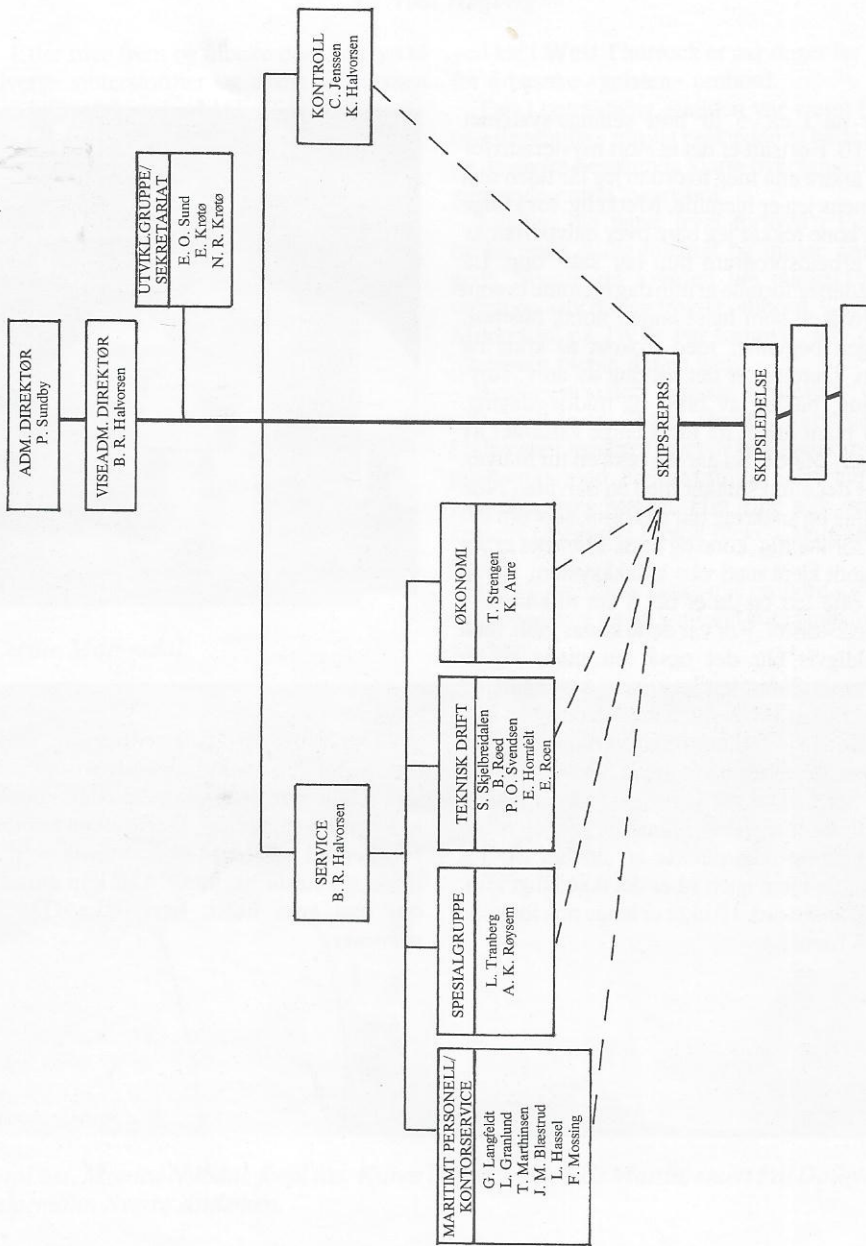 ADM. DIREKTØR
P. Sundby
VISEADM. DIREKTØR
B. R. Halvorsen
UTVIKL.GRUPPE/
SEKRETARIAT
E. O. Sund
E. Krotø
N. R. Krotø
SERVICE
B. R. Halvorsen
KONTROLL
C. Jenssen
K. Halvorsen
MARITIMT PERSONELL/
KONTORSERVICE
G. Langfeldt
L. Granlund
T. Marthinsen
J. M. Blæstrud
I. Hassel
F. Mossing
SPESIALGRUPPE
L. Tranberg
A. K. Røysem
TEKNISK DRIFT
S. Skjelbreidalen
B. Røed
P. O. Svendsen
E. Hornfelt
E. Roen
ØKONOMI
T. Strengen
K. Aure
SKIPS-REPRS.
SKIPSLEDELSE